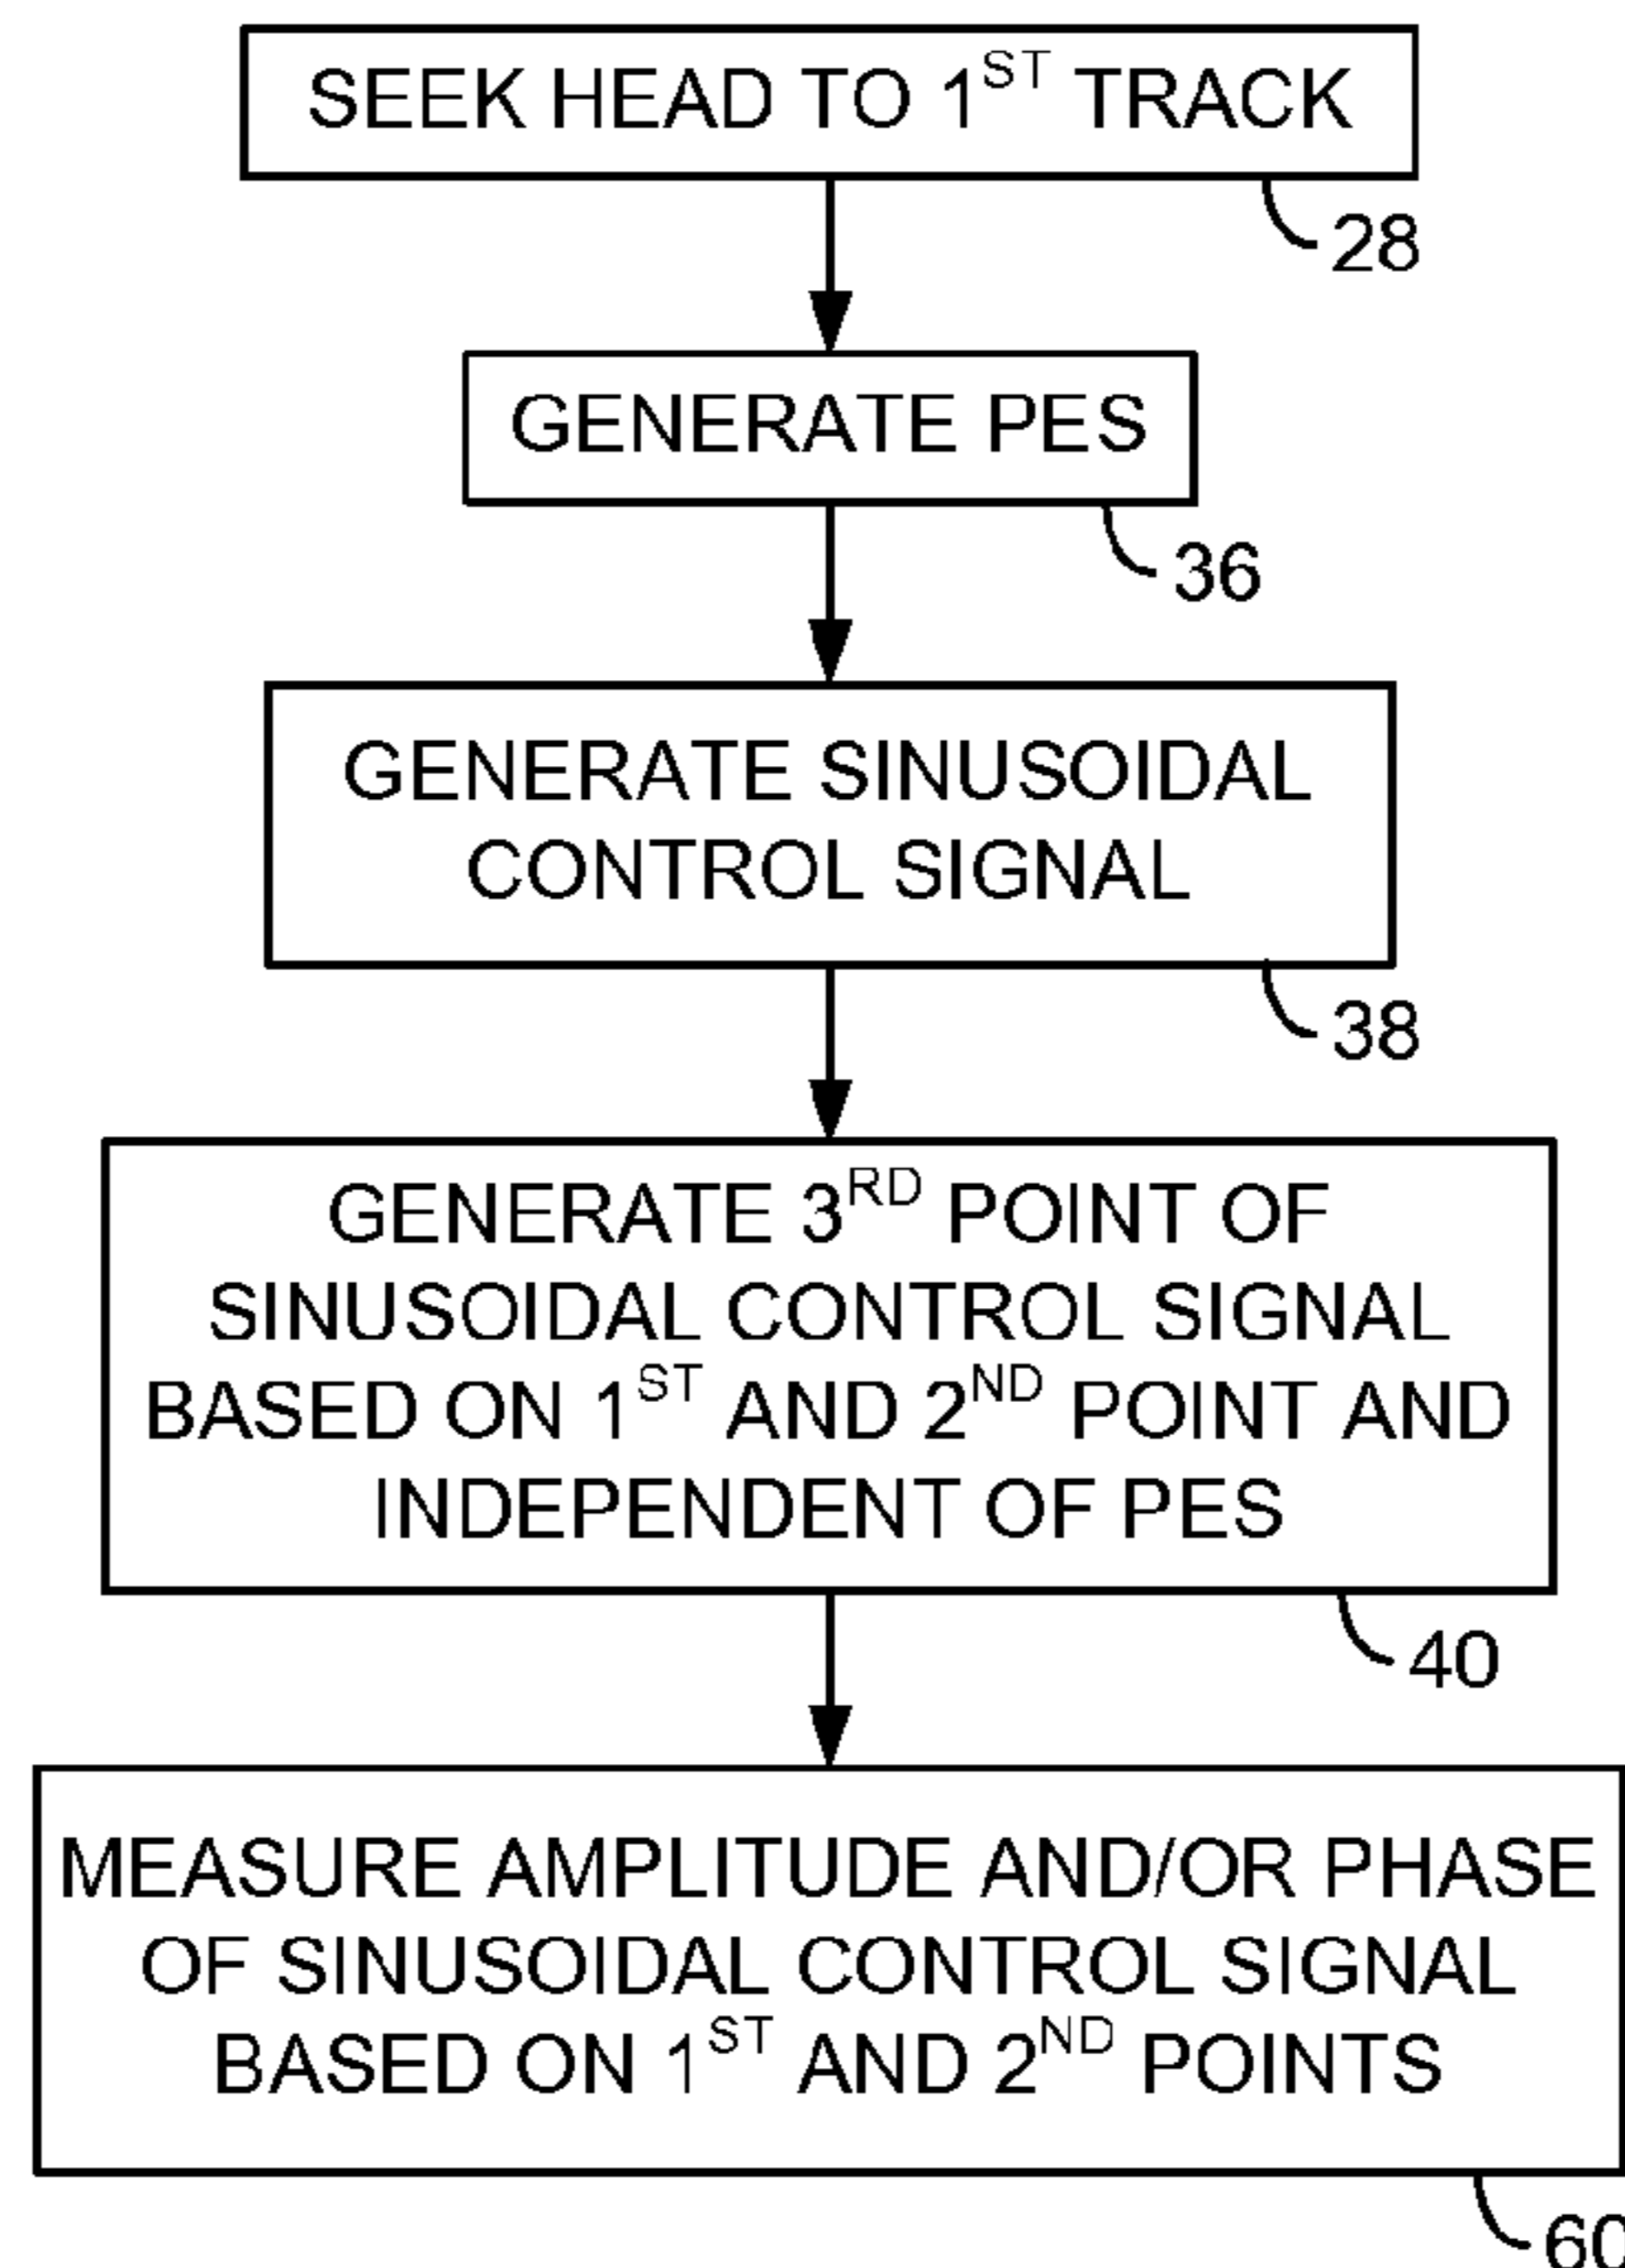 SEEK HEAD TO 1ST TRACK
28
GENERATE PES
36
GENERATE SINUSOIDAL
CONTROL SIGNAL
38
GENERATE 3RD POINT OF
SINUSOIDAL CONTROL SIGNAL
BASED ON 1ST AND 2ND POINT AND
INDEPENDENT OF PES
40
MEASURE AMPLITUDE AND/OR PHASE
OF SINUSOIDAL CONTROL SIGNAL
BASED ON 1ST AND 2ND POINTS
60